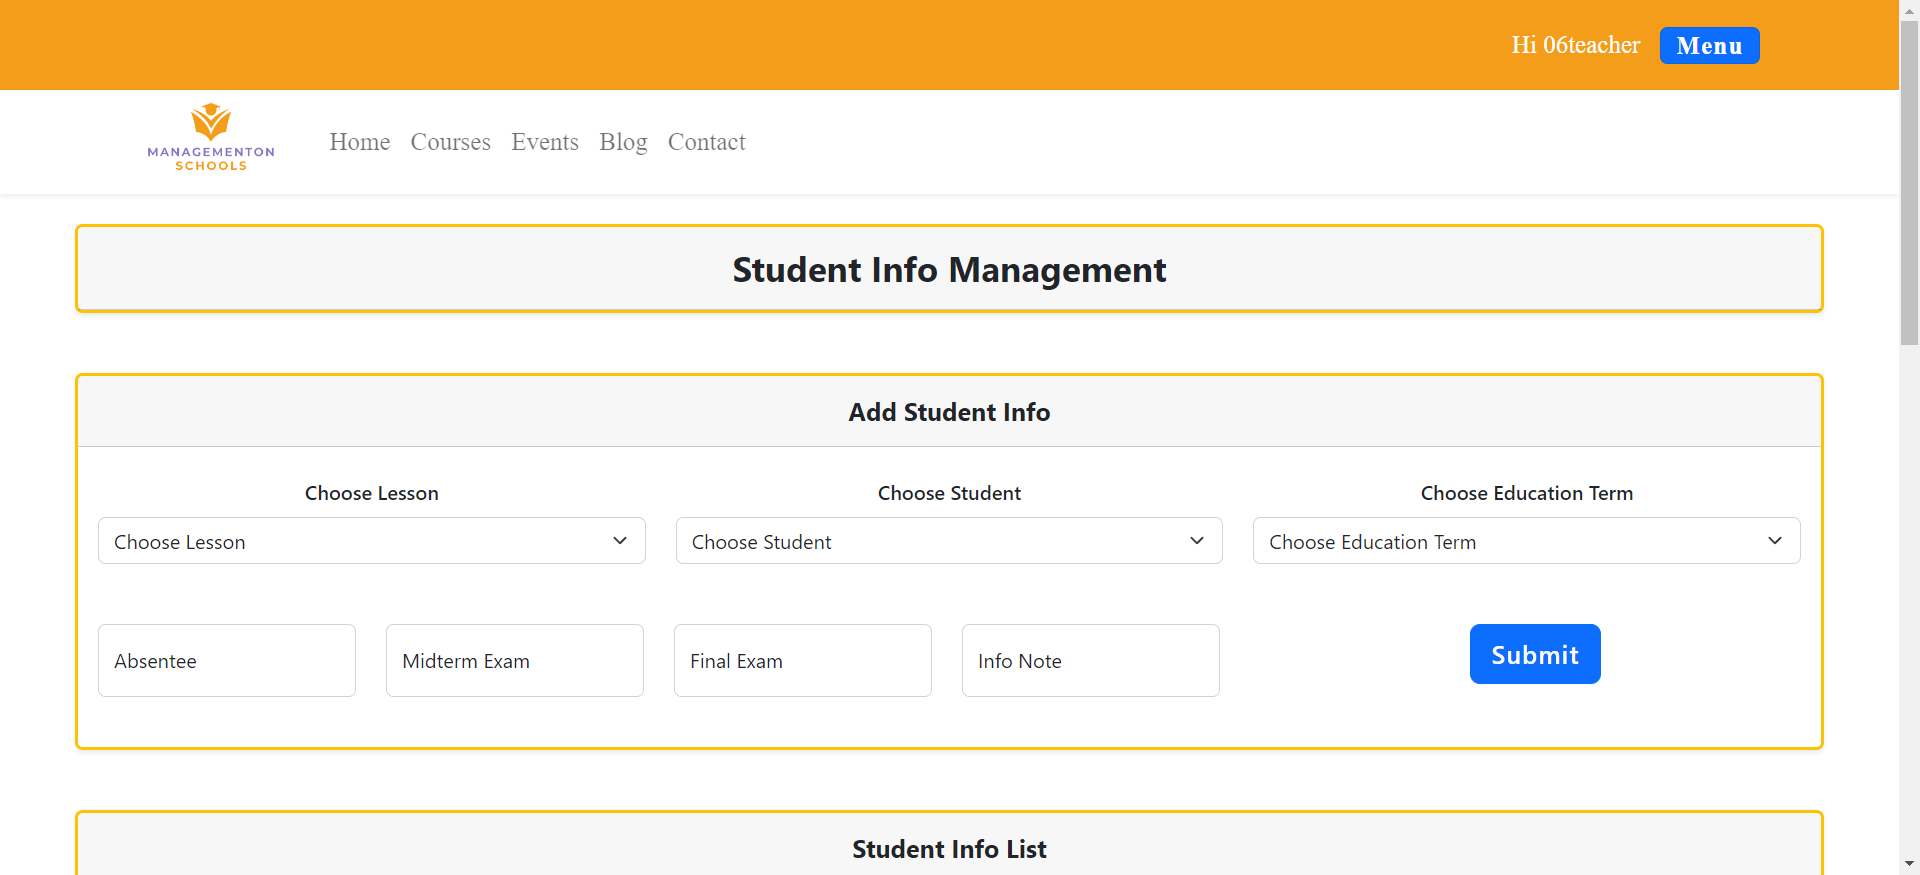 Hi 06teacher Menu
MANAGEMENTON
SCHOOLS
Home Courses Events Blog Contact
Student Info Management
Add Student Info
Choose Lesson Choose Student Choose Education Term
Choose Lesson Choose Student Choose Education Term
Absentee Midterm Exam Final Exam Info Note Submit
Student Info List